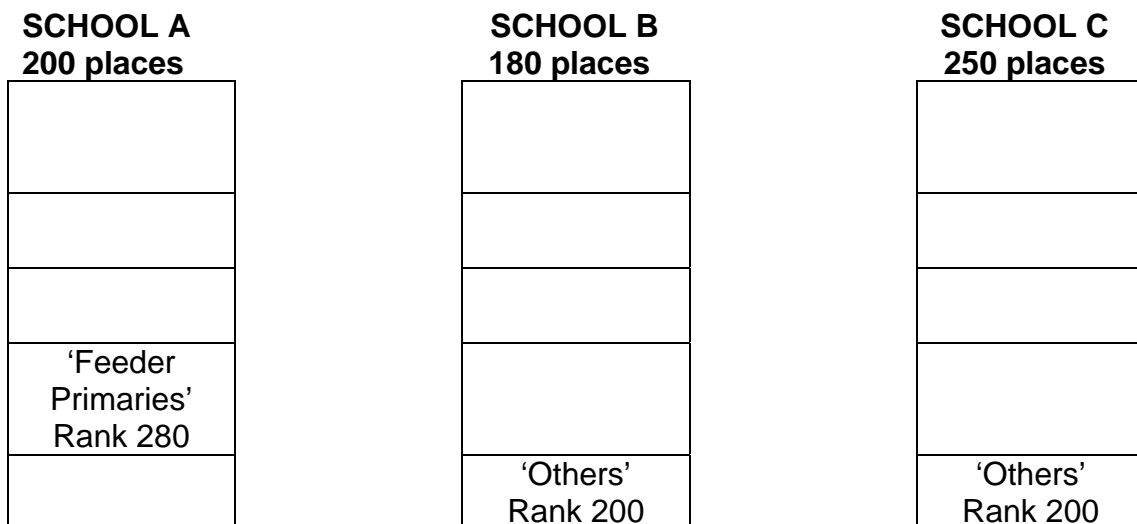 SCHOOL A
200 places
SCHOOL B
180 places
SCHOOL C
250 places
‘Feeder
Primaries’
Rank 280
‘Others’
Rank 200
‘Others’
Rank 200